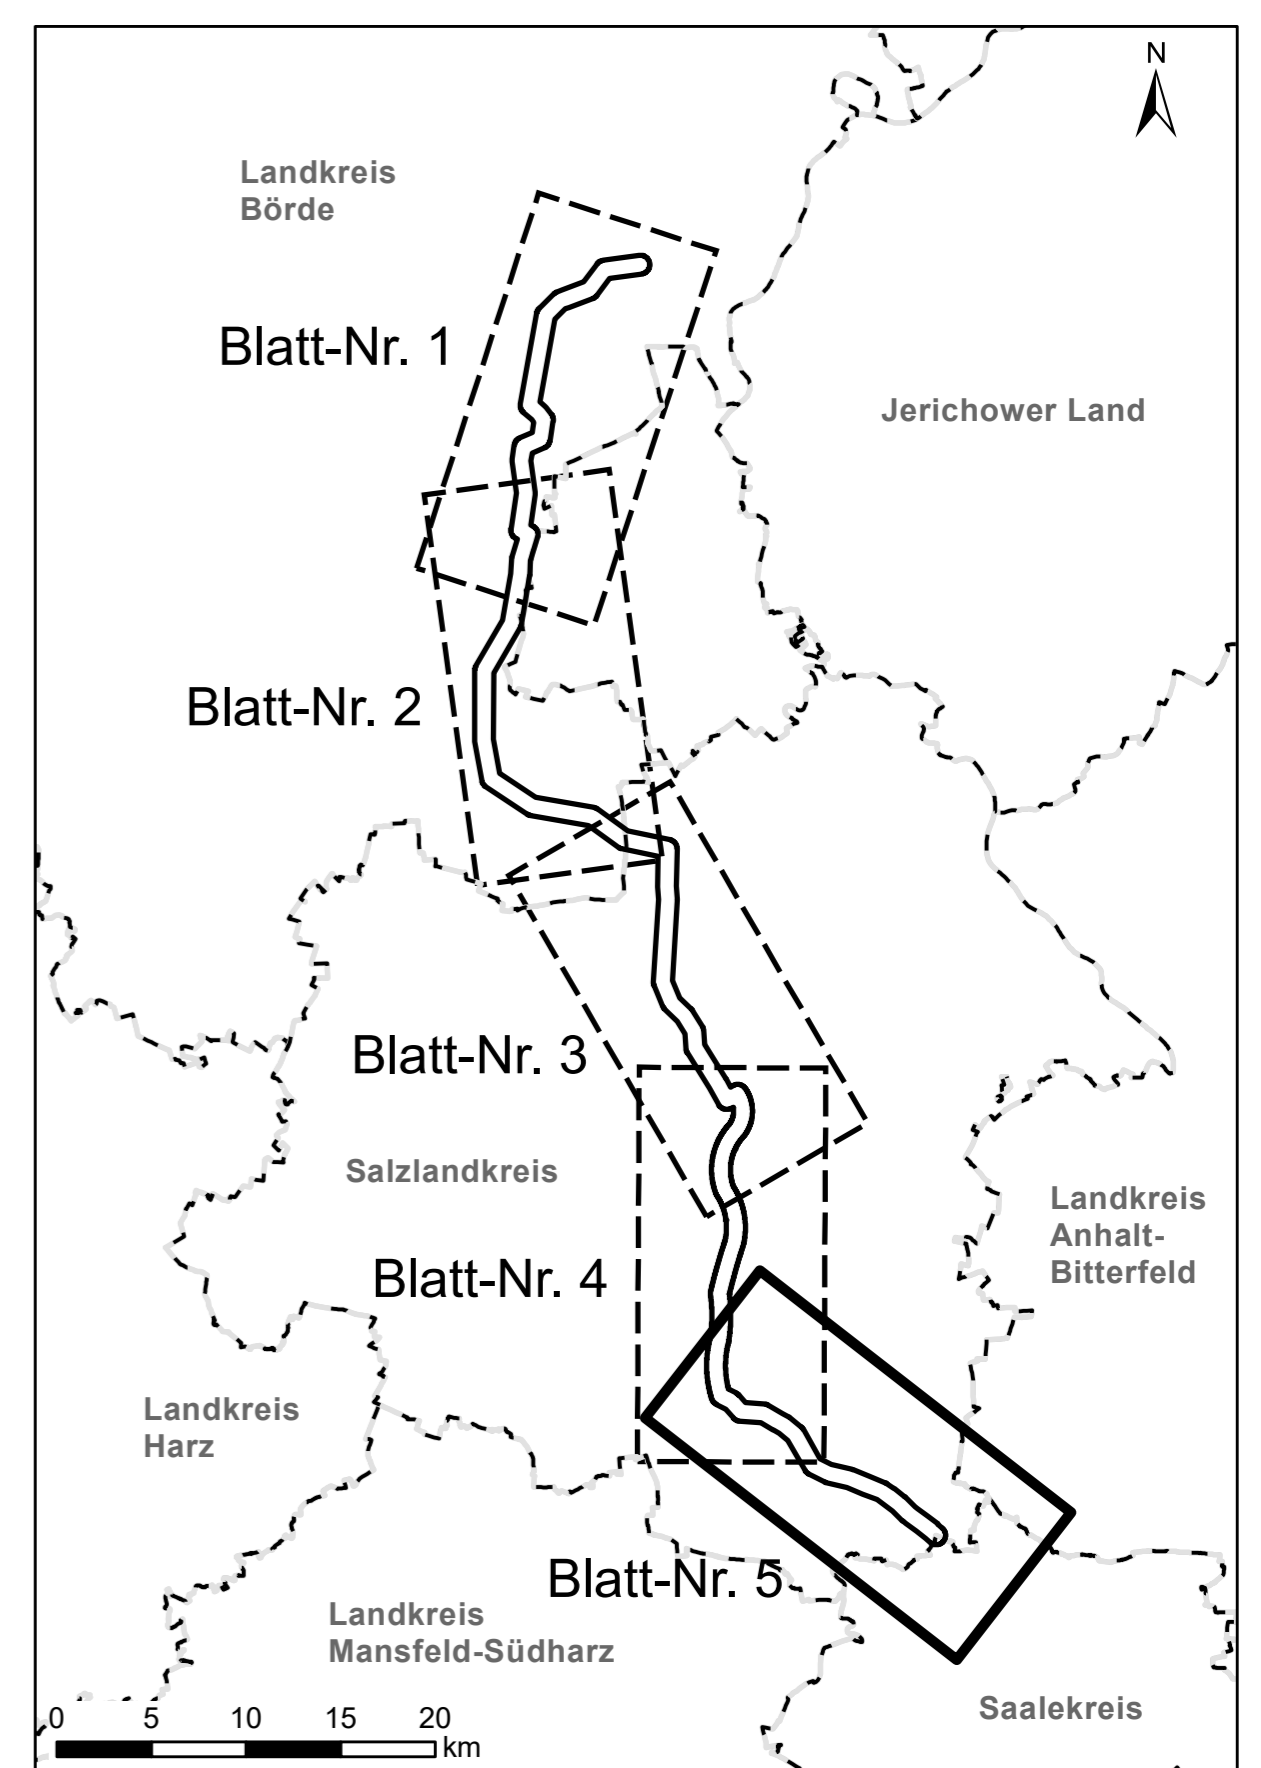 N
Landkreis
Börde
Blatt-Nr. 1
Jerichower Land
Blatt-Nr. 2
Blatt-Nr. 3
Salzlandkreis
Landkreis
Anhalt-
Bitterfeld
Blatt-Nr. 4
Landkreis
Harz
Blatt-Nr. 5
Landkreis
Mansfeld-Südharz
Saalekreis
0 5 10 15 20
km